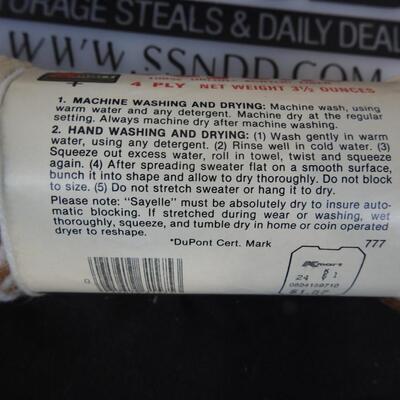 STORAGE STEALS & DAILY DEAL
WWW.SSNDD.COM
4 PLY NET WEIGHT 3½ OUNCES
1. MACHINE WASHING AND DRYING: Machine wash, using
warm water and any detergent. Machine dry at the regular
setting. Always machine dry after machine washing.
2. HAND WASHING AND DRYING: (1) Wash gently in warm
water, using any detergent. (2) Rinse well in cold water. (3)
Squeeze out excess water, roll in towel, twist and squeeze
again. (4) After spreading sweater flat on a smooth surface,
bunch it into shape and allow to dry thoroughly. Do not block
to size. (5) Do not stretch sweater or hang it to dry.
Please note: "Sayelle" must be absolutely dry to insure auto-
matic blocking. If stretched during wear or washing, wet
thoroughly, squeeze, and tumble dry in home or coin operated
dryer to reshape.
*DuPont Cert. Mark
777
Kmart
24
$1.57